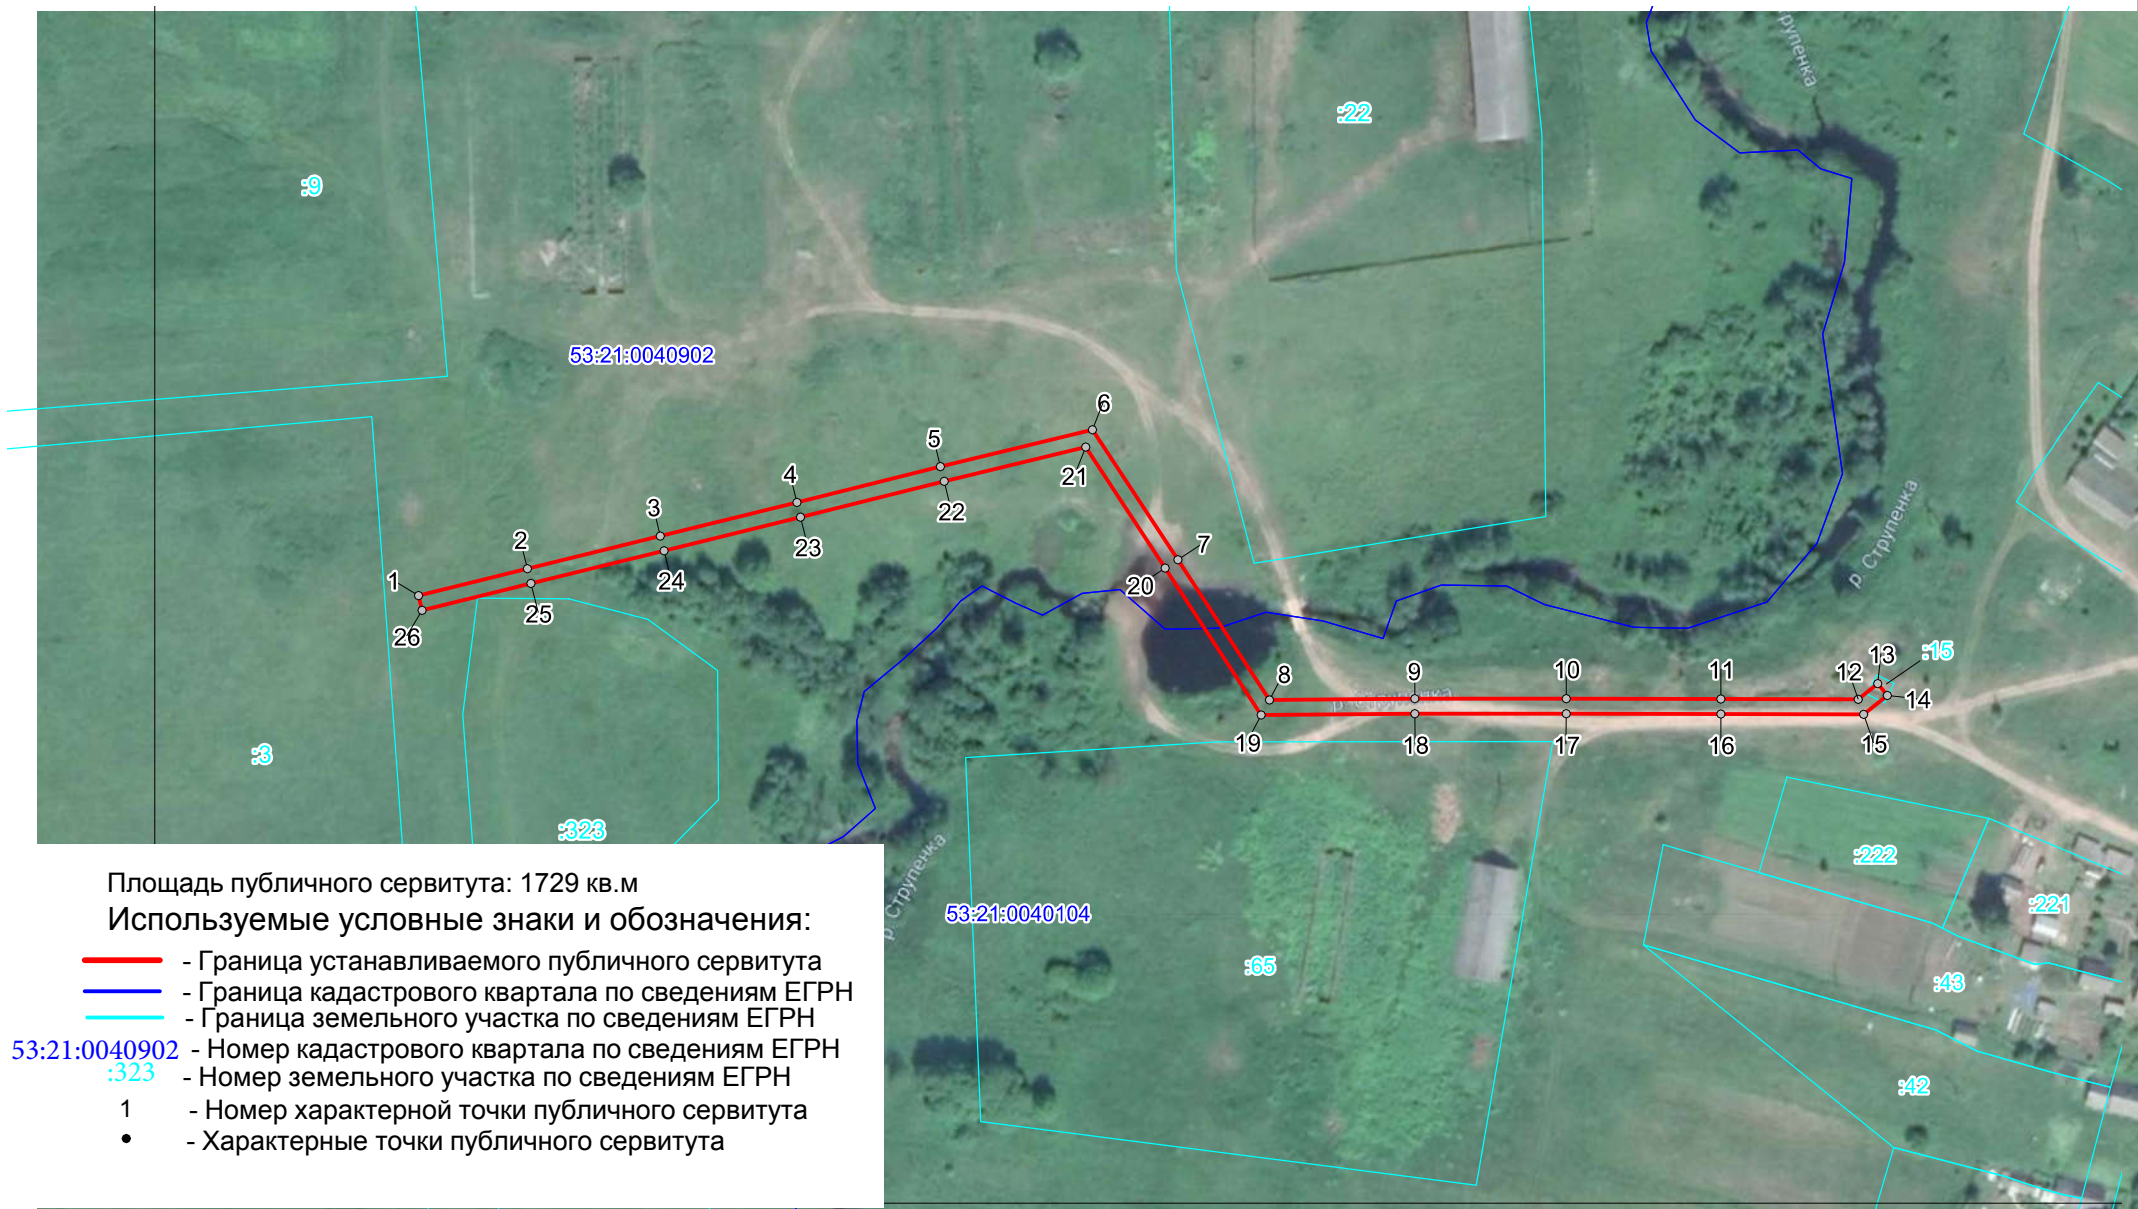 р. Струпенка
:22
:9
53:21:0040902
6
5
21
4
22
3
23
2
7
24
р. Струпенка
1
20
25
26
13
:15
8
9
10
11
12
14
р. Струпенка
19
18
17
16
15
:3
:323
:222
р. Струпенка
53:21:0040104
:221
:65
:43
:42
Площадь публичного сервитута: 1729 кв.м
Используемые условные знаки и обозначения:
- Граница устанавливаемого публичного сервитута
- Граница кадастрового квартала по сведениям ЕГРН
- Граница земельного участка по сведениям ЕГРН
53:21:0040902 - Номер кадастрового квартала по сведениям ЕГРН
:323 - Номер земельного участка по сведениям ЕГРН
1 - Номер характерной точки публичного сервитута
- Характерные точки публичного сервитута